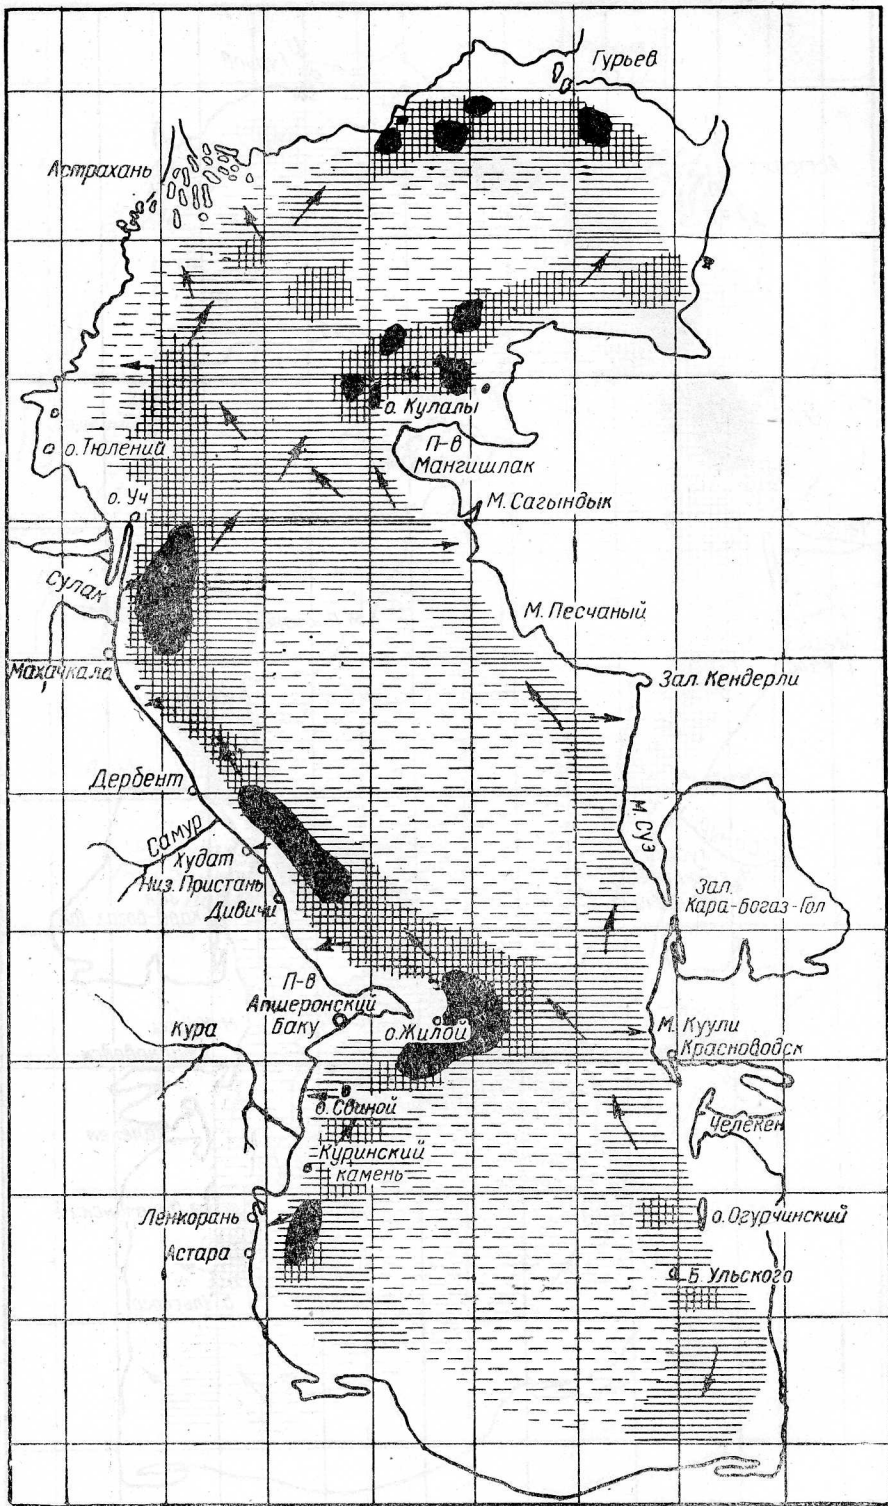 Гурьев
Астрахань
о. Кулалы
о. Тюлений
П-в
Мангишлак
о. Уч
М. Сагындык
Сулак
М. Песчаный
Махачкала
Зал. Кендерли
Дербент
Самур
М. Суз
Худат
Низ. Пристань
Дивичи
Зал.
Кара-Богаз-Гол
П-в
Апшеронский
Баку
Кура
о. Жилой
М. Куули
Красноводск
о. Свиной
Челекен
Куринский
камень
Ленкорань
о. Огурчинский
Астара
Б. Ульского